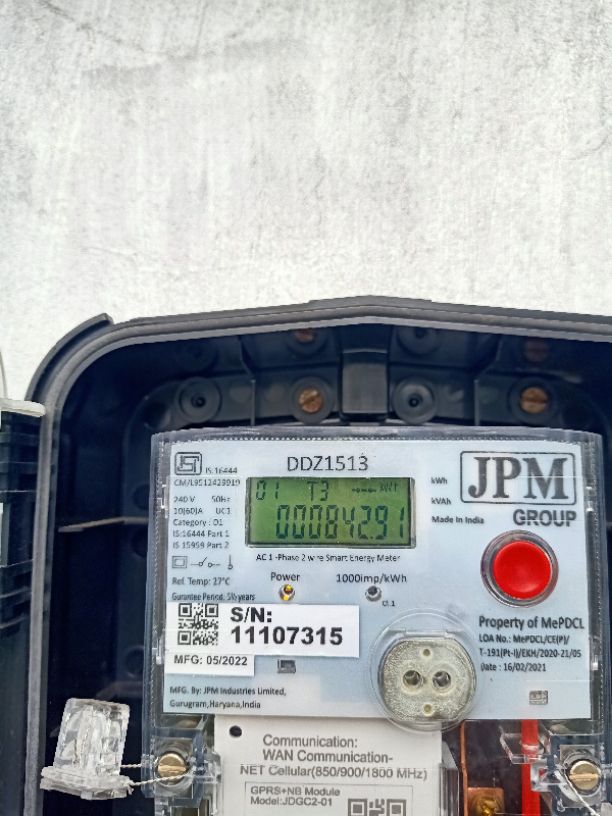 DDZ1513
IS:16444
CM/L9512429919
240 V 50Hz
10(60)A UC1
Category : D1
IS:16444 Part 1
IS 15959 Part 2
Ref. Temp: 27°C
Gurantee Period: 5½ years
01 T3
00084291
kWh
kVAh
Made in India
JPM
GROUP
AC 1-Phase 2 wire Smart Energy Meter
Power 1000imp/kWh
cl.1
S/N:
11107315
MFG: 05/2022
Property of MePDCL
LOA No.: MePDCL/CE(P)/
T-191(Pt-I)/EKH/2020-21/05
Date : 16/02/2021
MFG. By: JPM Industries Limited,
Gurugram,Haryana,India
Communication:
WAN Communication-
NET Cellular(850/900/1800 MHz)
GPRS+NB Module
Model:JDGC2-01